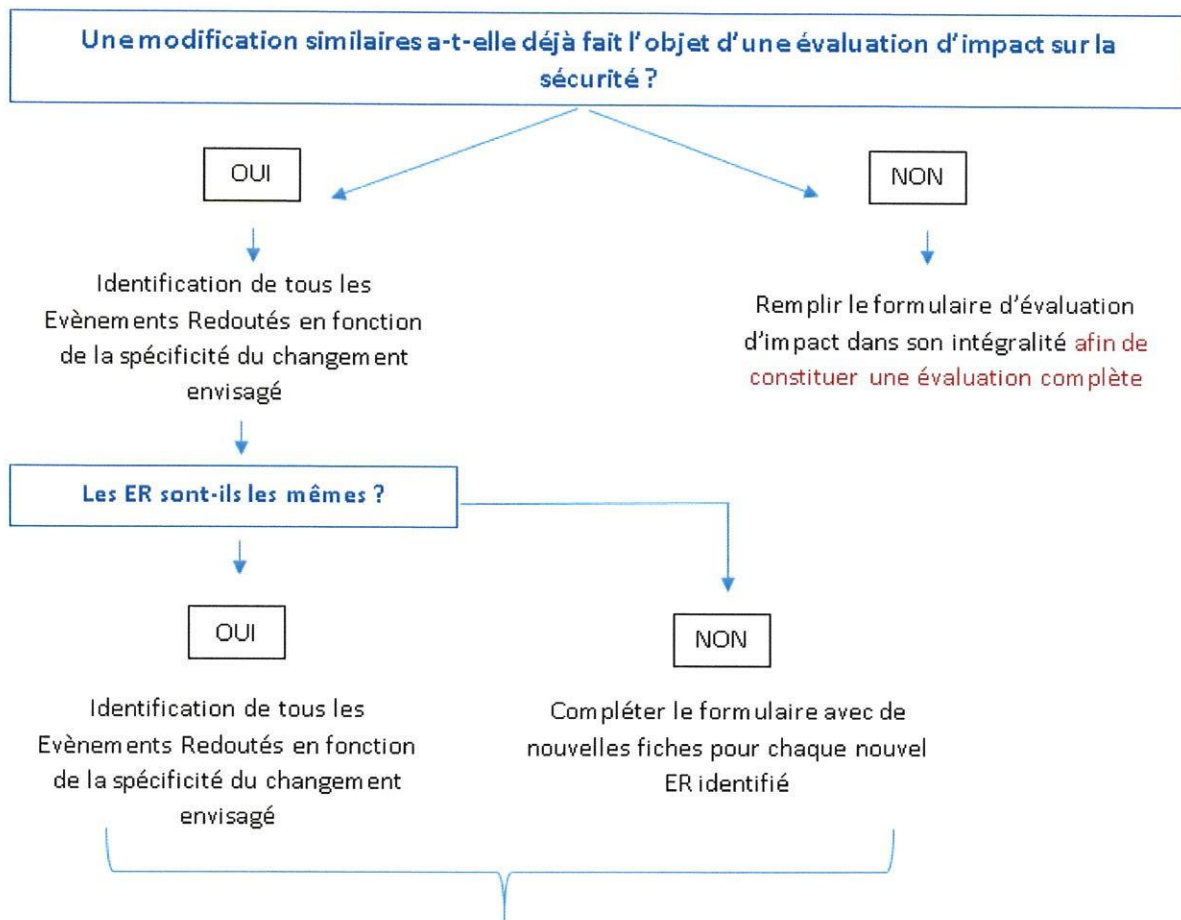 Une modification similaires a-t-elle déjà fait l'objet d'une évaluation d'impact sur la
sécurité ?
OUI
NON
Identification de tous les
Evènements Redoutés en fonction
de la spécificité du changement
envisagé
Remplir le formulaire d'évaluation
d'impact dans son intégralité afin de
constituer une évaluation complète
Les ER sont-ils les mêmes ?
OUI
NON
Identification de tous les
Evènements Redoutés en fonction
de la spécificité du changement
envisagé
Compléter le formulaire avec de
nouvelles fiches pour chaque nouvel
ER identifié